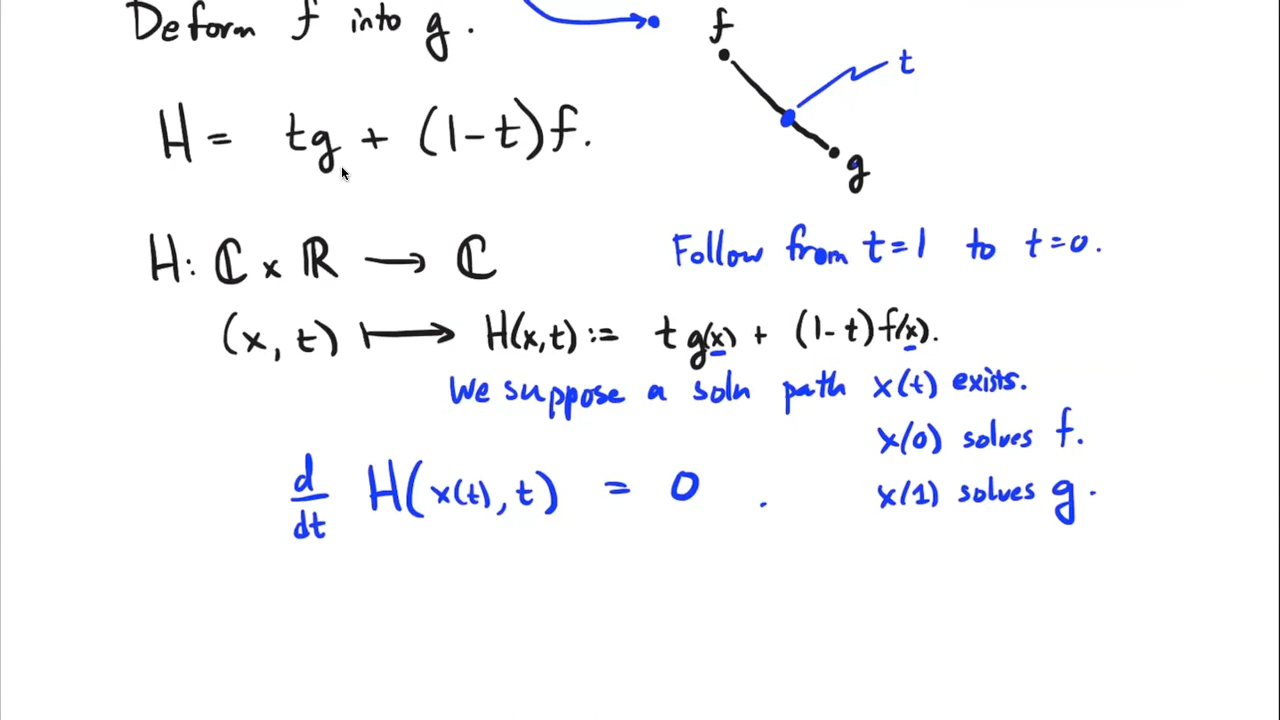 Deform f into g.
f
t
H = tg + (1-t)f.
g
H: ℂ × ℝ ⟶ ℂ
Follow from t=1 to t=0.
(x, t) ⟼ H(x,t) := t g(x) + (1-t)f(x).
We suppose a soln path x(t) exists.
x(0) solves f.
d/dt H(x(t), t) = 0 .
x(1) solves g.